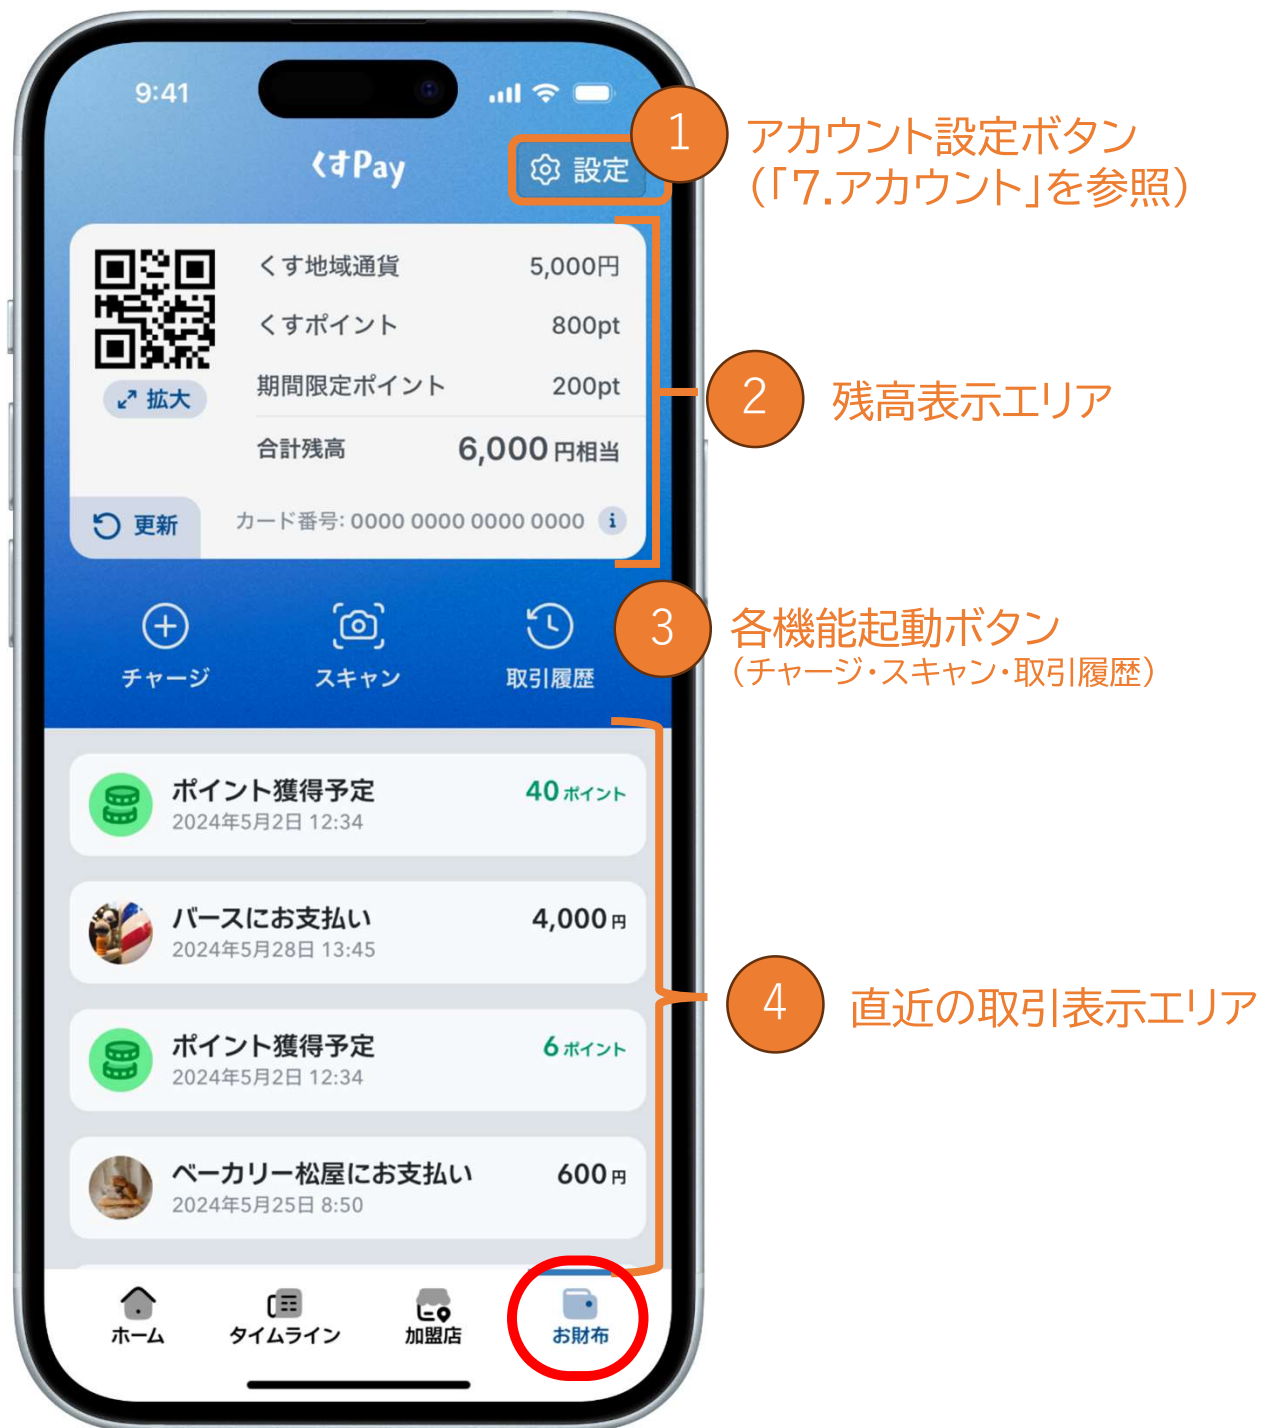 9:41
くすPay
設定
1
アカウント設定ボタン
(「7.アカウント」を参照)
くす地域通貨 5,000円
くすポイント 800pt
期間限定ポイント 200pt
拡大
合計残高 6,000円相当
更新
カード番号: 0000 0000 0000 0000 i
2
残高表示エリア
チャージ
スキャン
取引履歴
3
各機能起動ボタン
(チャージ・スキャン・取引履歴)
ポイント獲得予定 40ポイント
2024年5月2日 12:34
バースにお支払い 4,000円
2024年5月28日 13:45
ポイント獲得予定 6ポイント
2024年5月2日 12:34
ベーカリー松屋にお支払い 600円
2024年5月25日 8:50
4
直近の取引表示エリア
ホーム
タイムライン
加盟店
お財布